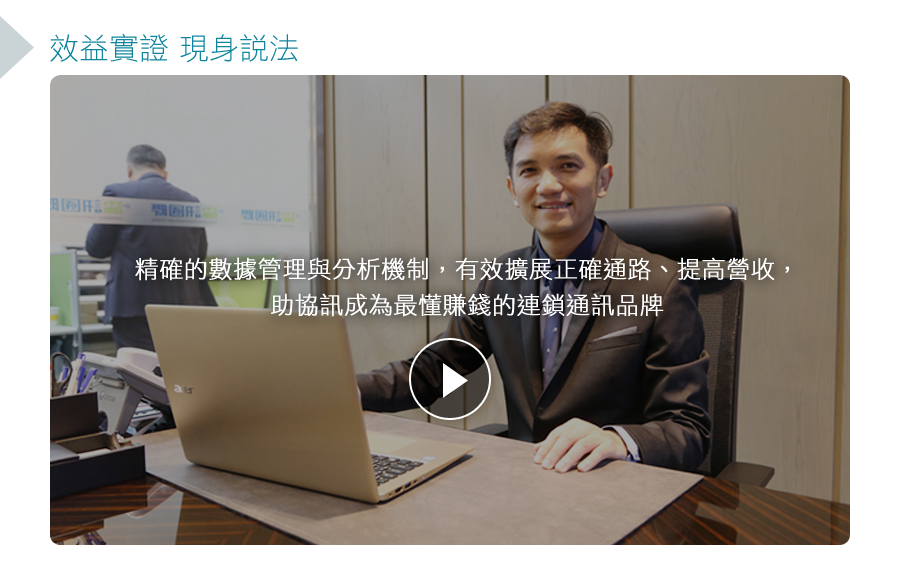 效益實證 現身説法
精確的數據管理與分析機制，有效擴展正確通路、提高營收，
助協訊成為最懂賺錢的連鎖通訊品牌
acer